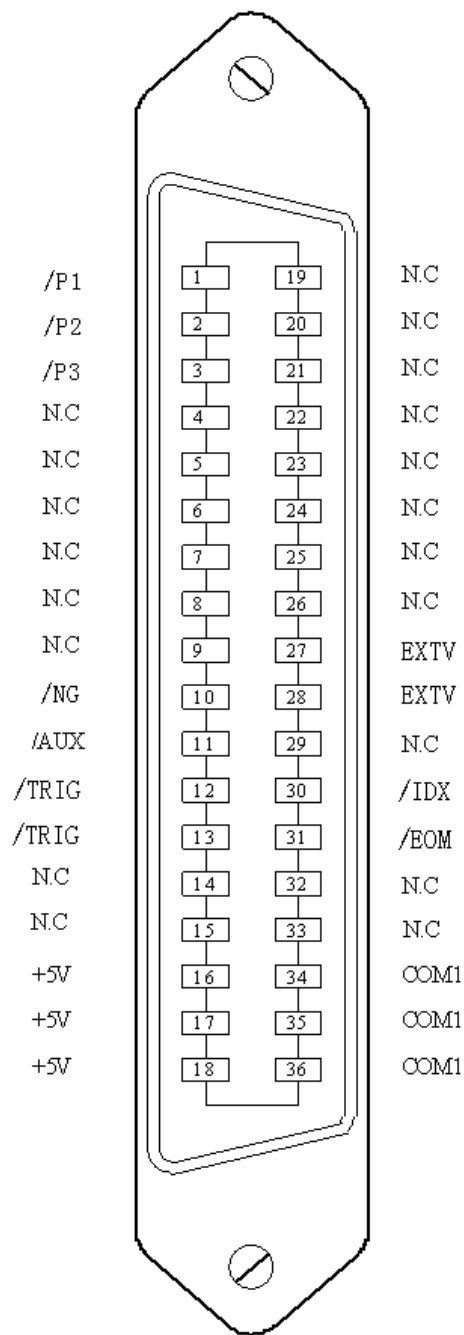 /P1 1 19 N.C
/P2 2 20 N.C
/P3 3 21 N.C
N.C 4 22 N.C
N.C 5 23 N.C
N.C 6 24 N.C
N.C 7 25 N.C
N.C 8 26 N.C
N.C 9 27 EXTV
/NG 10 28 EXTV
/AUX 11 29 N.C
/TRIG 12 30 /IDX
/TRIG 13 31 /EOM
N.C 14 32 N.C
N.C 15 33 N.C
+5V 16 34 COM1
+5V 17 35 COM1
+5V 18 36 COM1